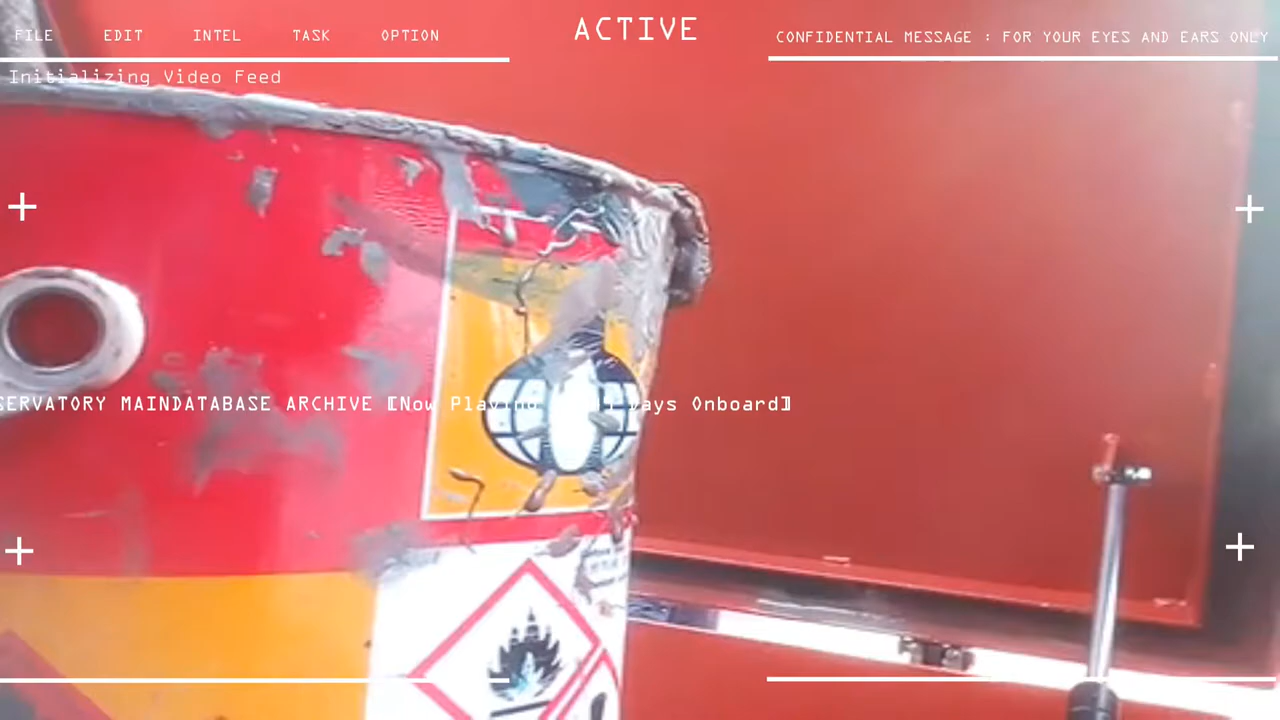 FILE EDIT INTEL TASK OPTION
ACTIVE
CONFIDENTIAL MESSAGE : FOR YOUR EYES AND EARS ONLY
Initializing Video Feed
SERVATORY MAINDATABASE ARCHIVE [Now Playing Days Onboard]